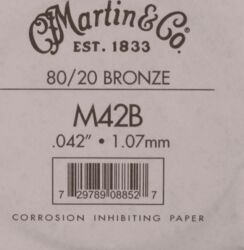 C.F. Martin & Co.
EST. 1833
80/20 BRONZE
M42B
.042" • 1.07mm
7 29789 08852 7
CORROSION INHIBITING PAPER